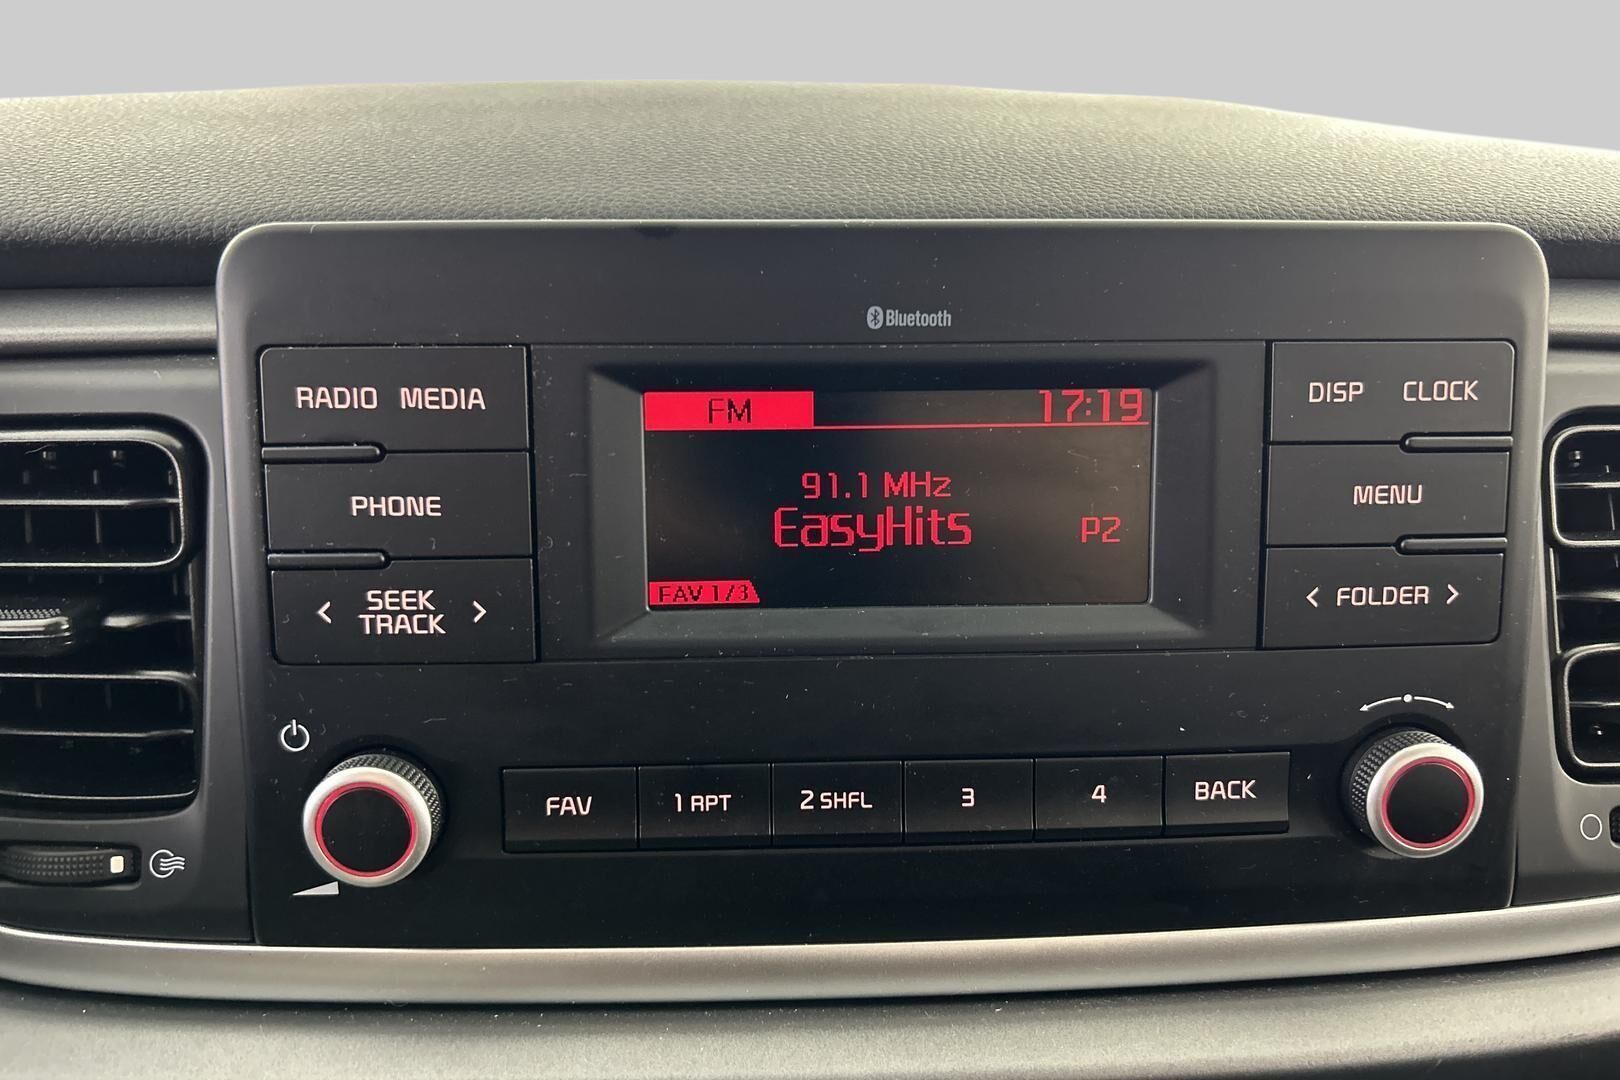 Bluetooth
RADIO MEDIA
DISP CLOCK
FM 17:19
PHONE
MENU
91.1 MHz
EasyHits P2
< SEEK TRACK >
FAV 1/3
< FOLDER >
FAV
1 RPT
2 SHFL
3
4
BACK